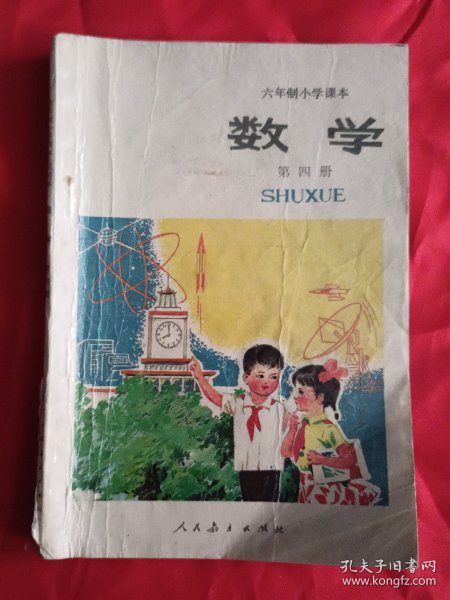 六年制小学课本
数学
第四册
SHUXUE
人民教育出版社
孔夫子旧书网
www.kongfz.com